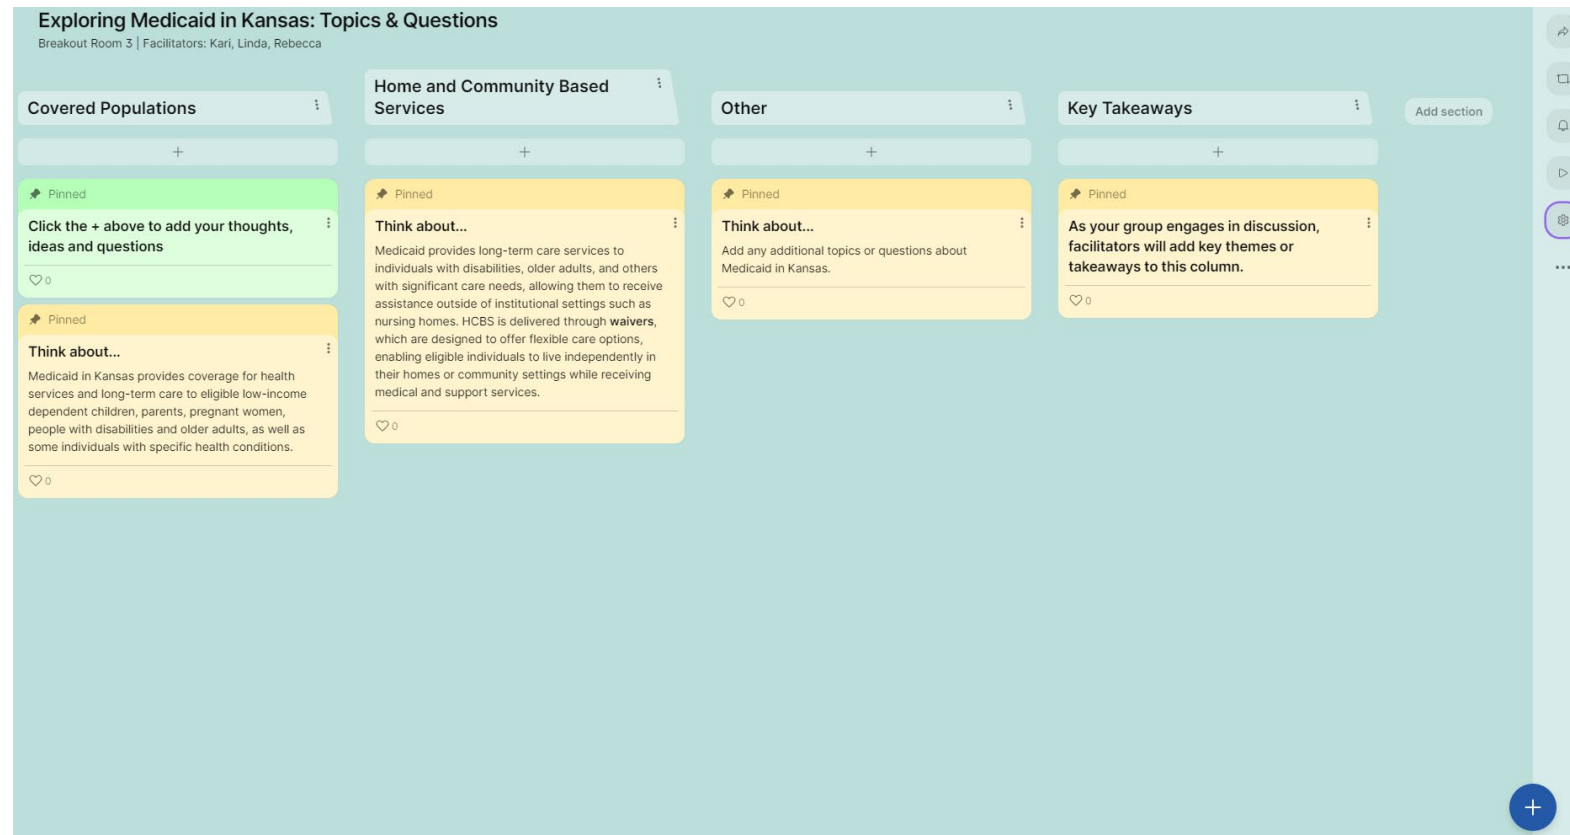 Exploring Medicaid in Kansas: Topics & Questions
Breakout Room 3 | Facilitators: Kari, Linda, Rebecca
Covered Populations
Pinned
Click the + above to add your thoughts,
ideas and questions
0
Pinned
Think about...
Medicaid in Kansas provides coverage for health
services and long-term care to eligible low-income
dependent children, parents, pregnant women,
people with disabilities and older adults, as well as
some individuals with specific health conditions.
0
Home and Community Based
Services
Pinned
Think about...
Medicaid provides long-term care services to
individuals with disabilities, older adults, and others
with significant care needs, allowing them to receive
assistance outside of institutional settings such as
nursing homes. HCBS is delivered through waivers,
which are designed to offer flexible care options,
enabling eligible individuals to live independently in
their homes or community settings while receiving
medical and support services.
0
Other
Pinned
Think about...
Add any additional topics or questions about
Medicaid in Kansas.
0
Key Takeaways
Pinned
As your group engages in discussion,
facilitators will add key themes or
takeaways to this column.
0
Add section